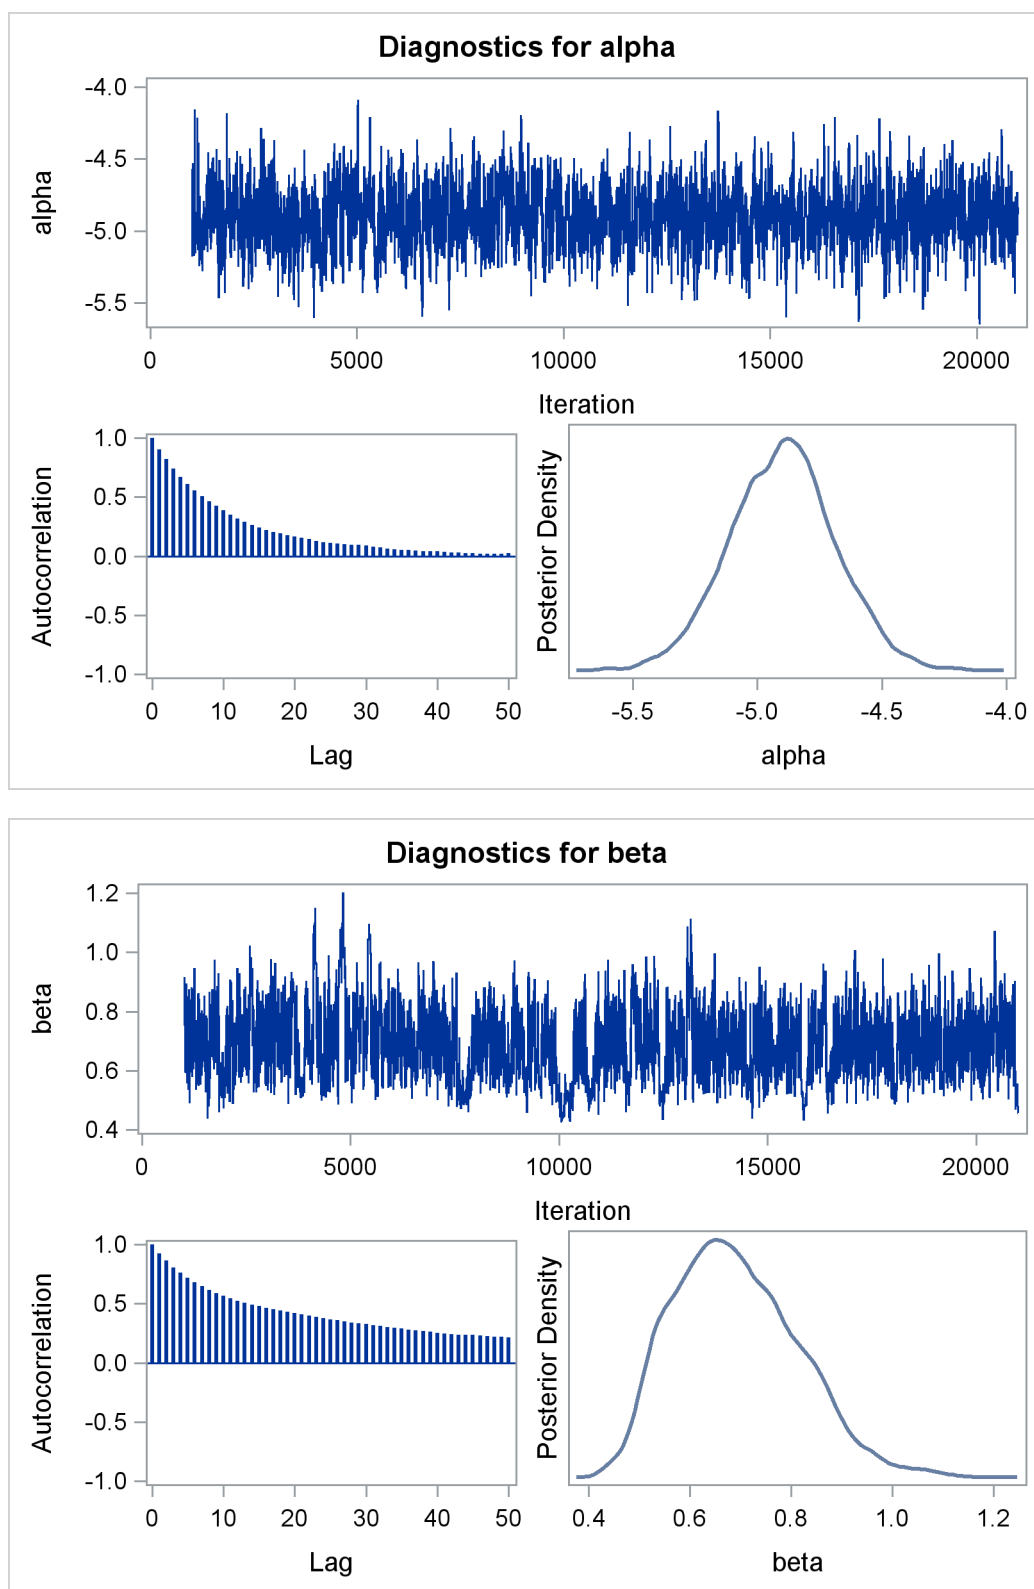 Diagnostics for alpha
alpha
-4.0
-4.5
-5.0
-5.5
0 5000 10000 15000 20000
Iteration
Autocorrelation
1.0
0.5
0.0
-0.5
-1.0
0 10 20 30 40 50
Lag
Posterior Density
-5.5 -5.0 -4.5 -4.0
alpha
Diagnostics for beta
beta
1.2
1.0
0.8
0.6
0.4
0 5000 10000 15000 20000
Iteration
Autocorrelation
1.0
0.5
0.0
-0.5
-1.0
0 10 20 30 40 50
Lag
Posterior Density
0.4 0.6 0.8 1.0 1.2
beta